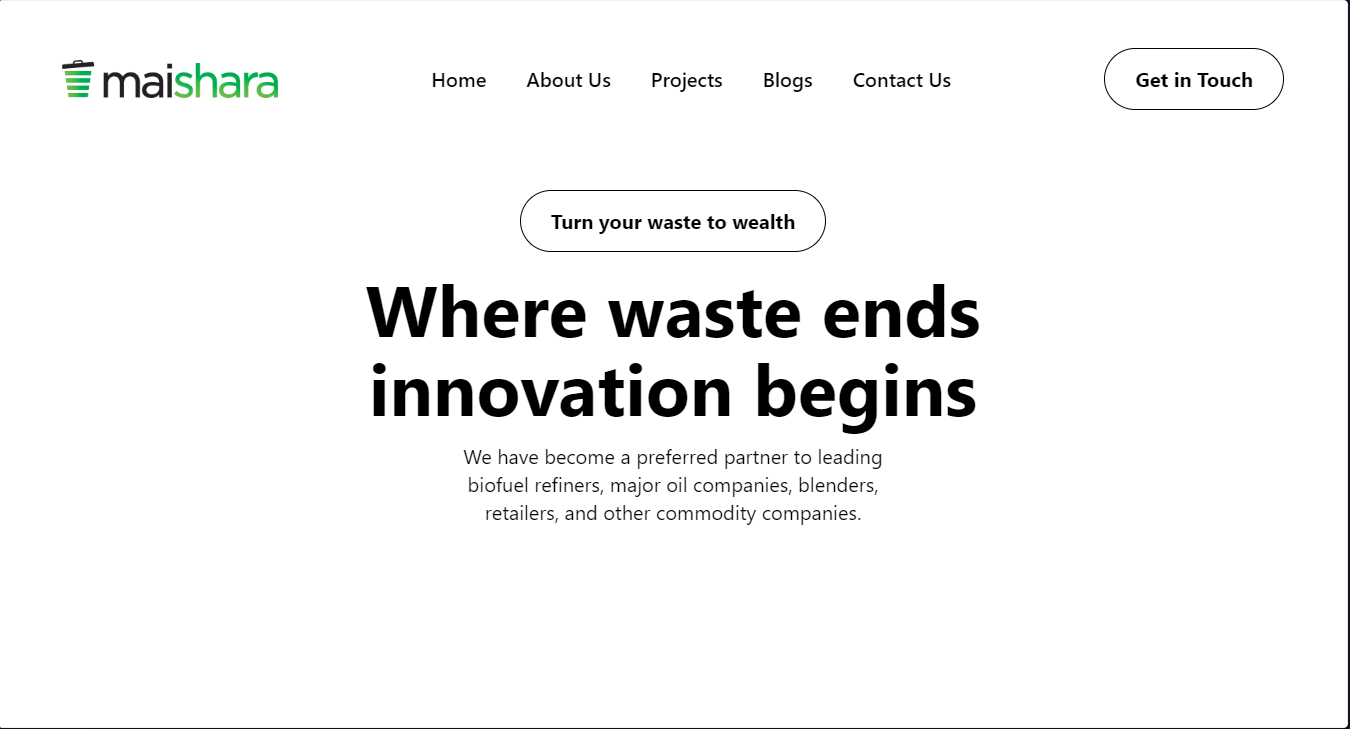 maishara
Home About Us Projects Blogs Contact Us
Get in Touch
Turn your waste to wealth
Where waste ends
innovation begins
We have become a preferred partner to leading
biofuel refiners, major oil companies, blenders,
retailers, and other commodity companies.